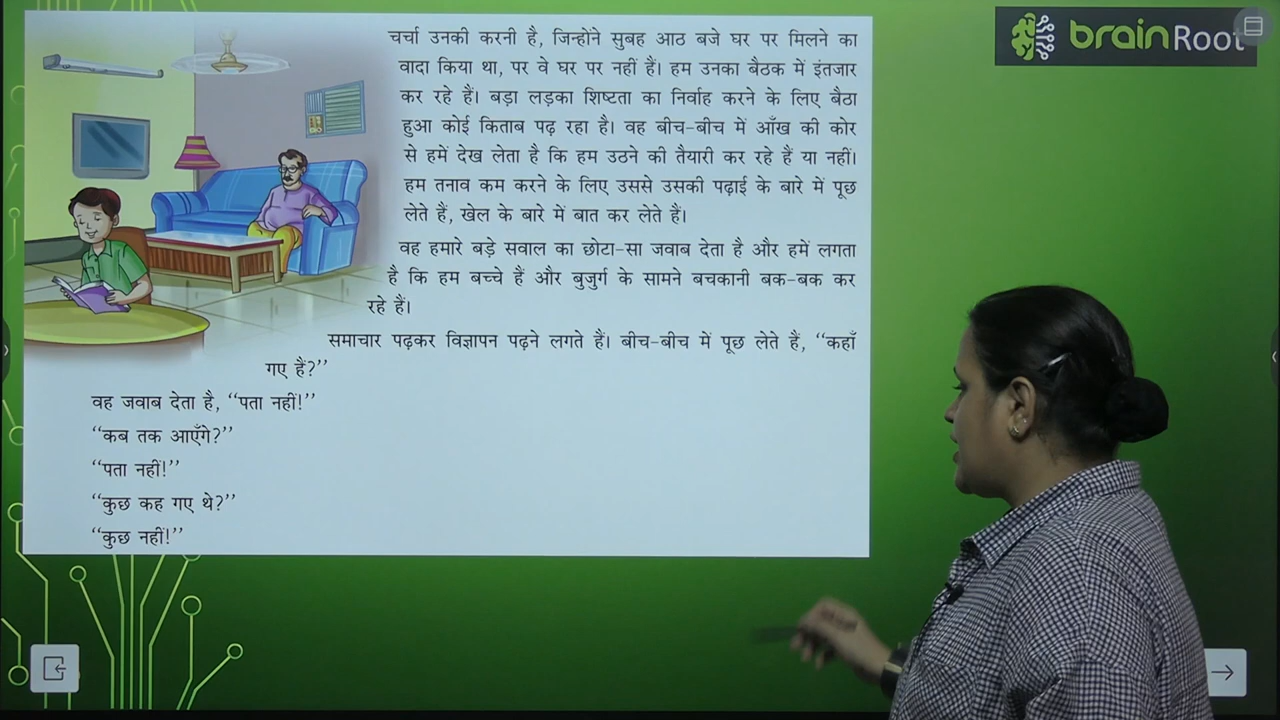 brainRoot
चर्चा उनकी करनी है, जिन्होंने सुबह आठ बजे घर पर मिलने का
वादा किया था, पर वे घर पर नहीं हैं। हम उनका बैठक में इंतजार
कर रहे हैं। बड़ा लड़का शिष्टता का निर्वाह करने के लिए बैठा
हुआ कोई किताब पढ़ रहा है। वह बीच-बीच में आँख की कोर
से हमें देख लेता है कि हम उठने की तैयारी कर रहे हैं या नहीं।
हम तनाव कम करने के लिए उससे उसकी पढ़ाई के बारे में पूछ
लेते हैं, खेल के बारे में बात कर लेते हैं।
वह हमारे बड़े सवाल का छोटा-सा जवाब देता है और हमें लगता
है कि हम बच्चे हैं और बुजुर्ग के सामने बचकानी बक-बक कर
रहे हैं।
समाचार पढ़कर विज्ञापन पढ़ने लगते हैं। बीच-बीच में पूछ लेते हैं, ‘‘कहाँ
गए हैं?’’
वह जवाब देता है, ‘‘पता नहीं!’’
‘‘कब तक आएँगे?’’
‘‘पता नहीं!’’
‘‘कुछ कह गए थे?’’
‘‘कुछ नहीं!’’